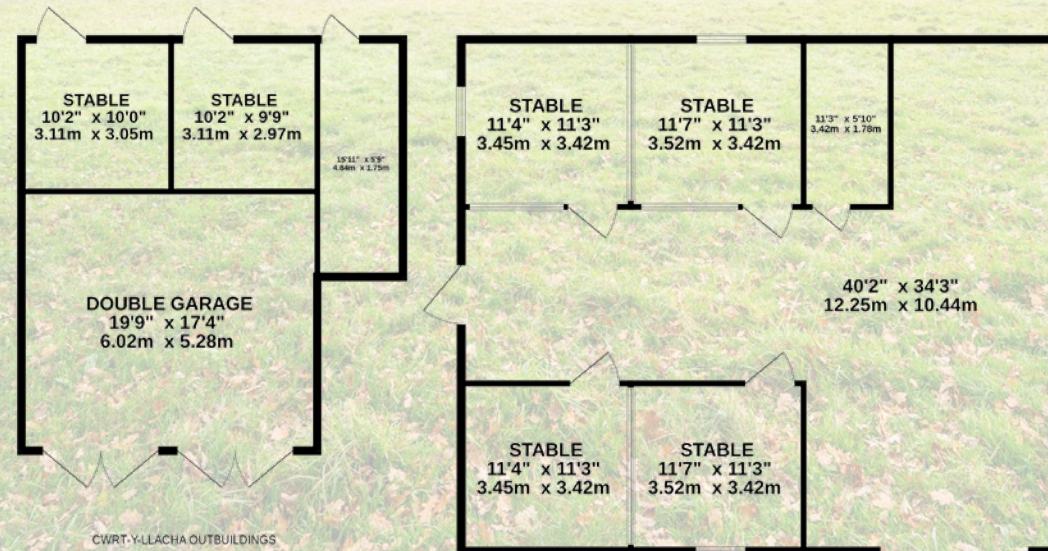 STABLE
10'2" x 10'0"
3.11m x 3.05m
STABLE
10'2" x 9'9"
3.11m x 2.97m
15'11" x 5'9"
4.84m x 1.75m
DOUBLE GARAGE
19'9" x 17'4"
6.02m x 5.28m
STABLE
11'4" x 11'3"
3.45m x 3.42m
STABLE
11'7" x 11'3"
3.52m x 3.42m
11'3" x 5'10"
3.42m x 1.78m
40'2" x 34'3"
12.25m x 10.44m
STABLE
11'4" x 11'3"
3.45m x 3.42m
STABLE
11'7" x 11'3"
3.52m x 3.42m
CWRT-Y-LLACHA OUTBUILDINGS